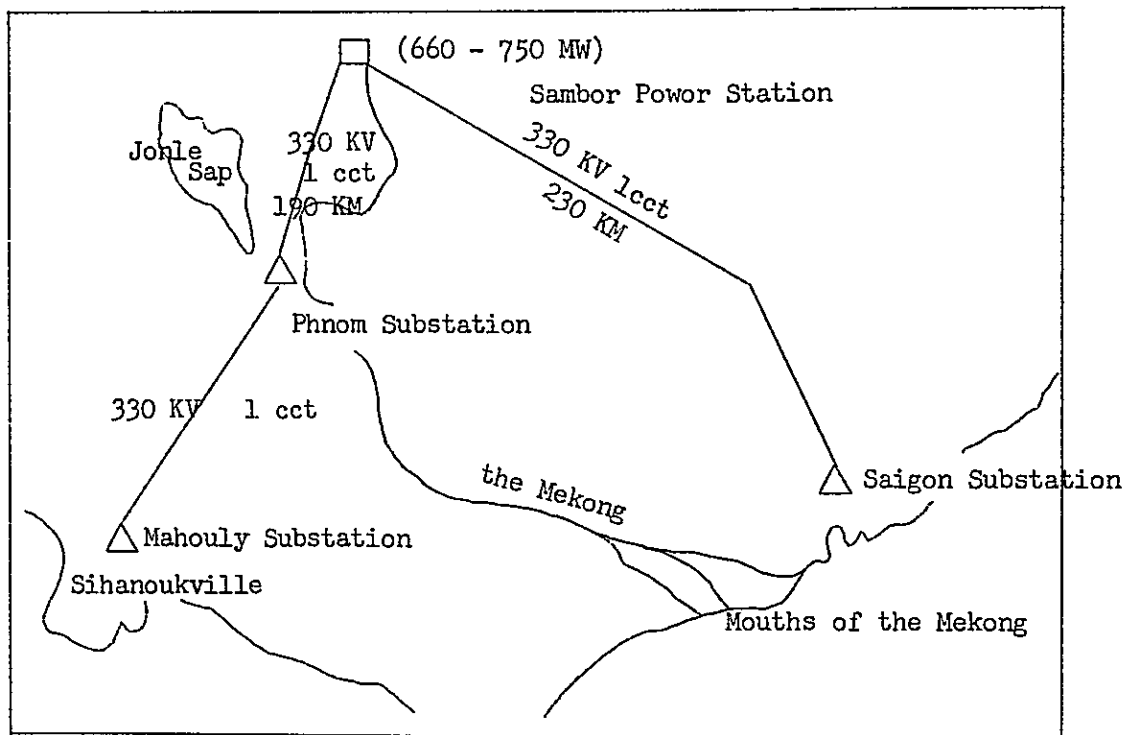 (660 - 750 MW)
Sambor Powor Station
Jonle
Sap
330 KV
1 cct
190 KM
330 KV 1cct
230 KM
Phnom Substation
330 KV 1 cct
the Mekong
Saigon Substation
Mahouly Substation
Sihanoukville
Mouths of the Mekong